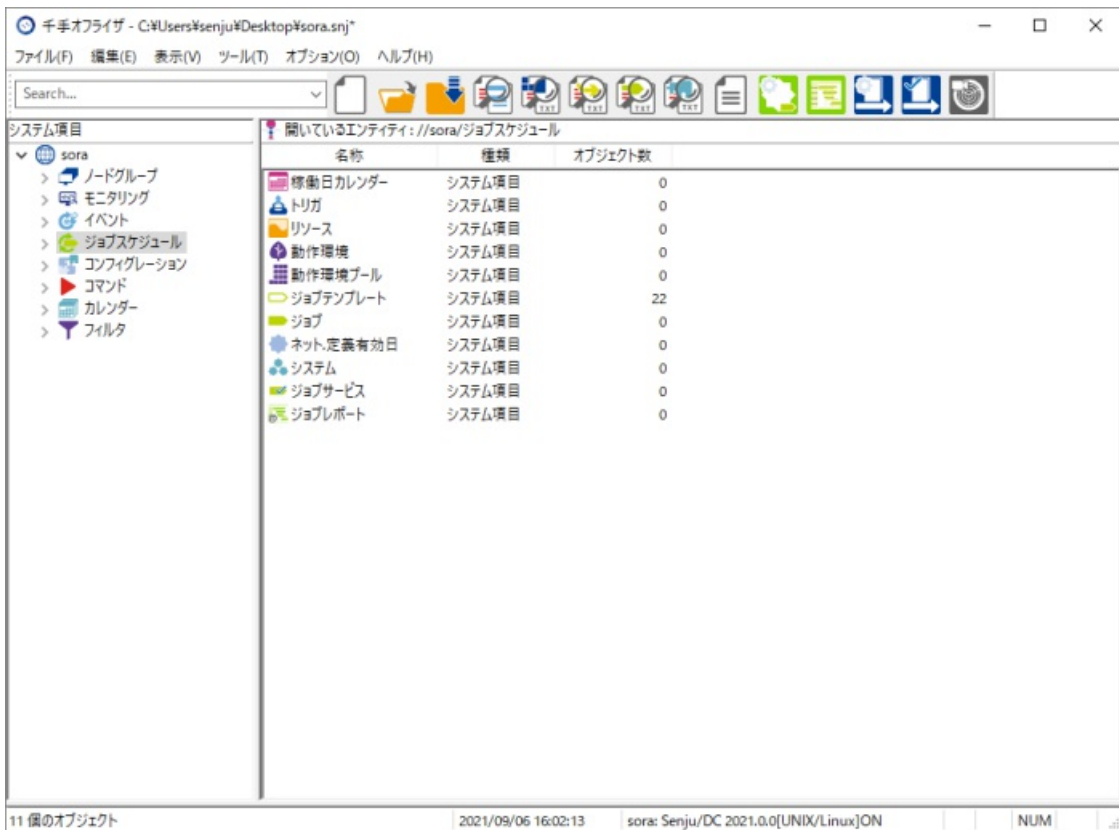 千手オフライザ - C:¥Users¥senju¥Desktop¥sora.snj*
ファイル(F) 編集(E) 表示(V) ツール(T) オプション(O) ヘルプ(H)
Search...
システム項目
sora
ノードグループ
モニタリング
イベント
ジョブスケジュール
コンフィグレーション
コマンド
カレンダー
フィルタ
開いているエンティティ: //sora/ジョブスケジュール
名称 種類 オブジェクト数
稼働日カレンダー システム項目 0
トリガ システム項目 0
リソース システム項目 0
動作環境 システム項目 0
動作環境プール システム項目 0
ジョブテンプレート システム項目 22
ジョブ システム項目 0
ネット定義有効日 システム項目 0
システム システム項目 0
ジョブサービス システム項目 0
ジョブレポート システム項目 0
11 個のオブジェクト 2021/09/06 16:02:13 sora: Senju/DC 2021.0.0[UNIX/Linux]ON NUM